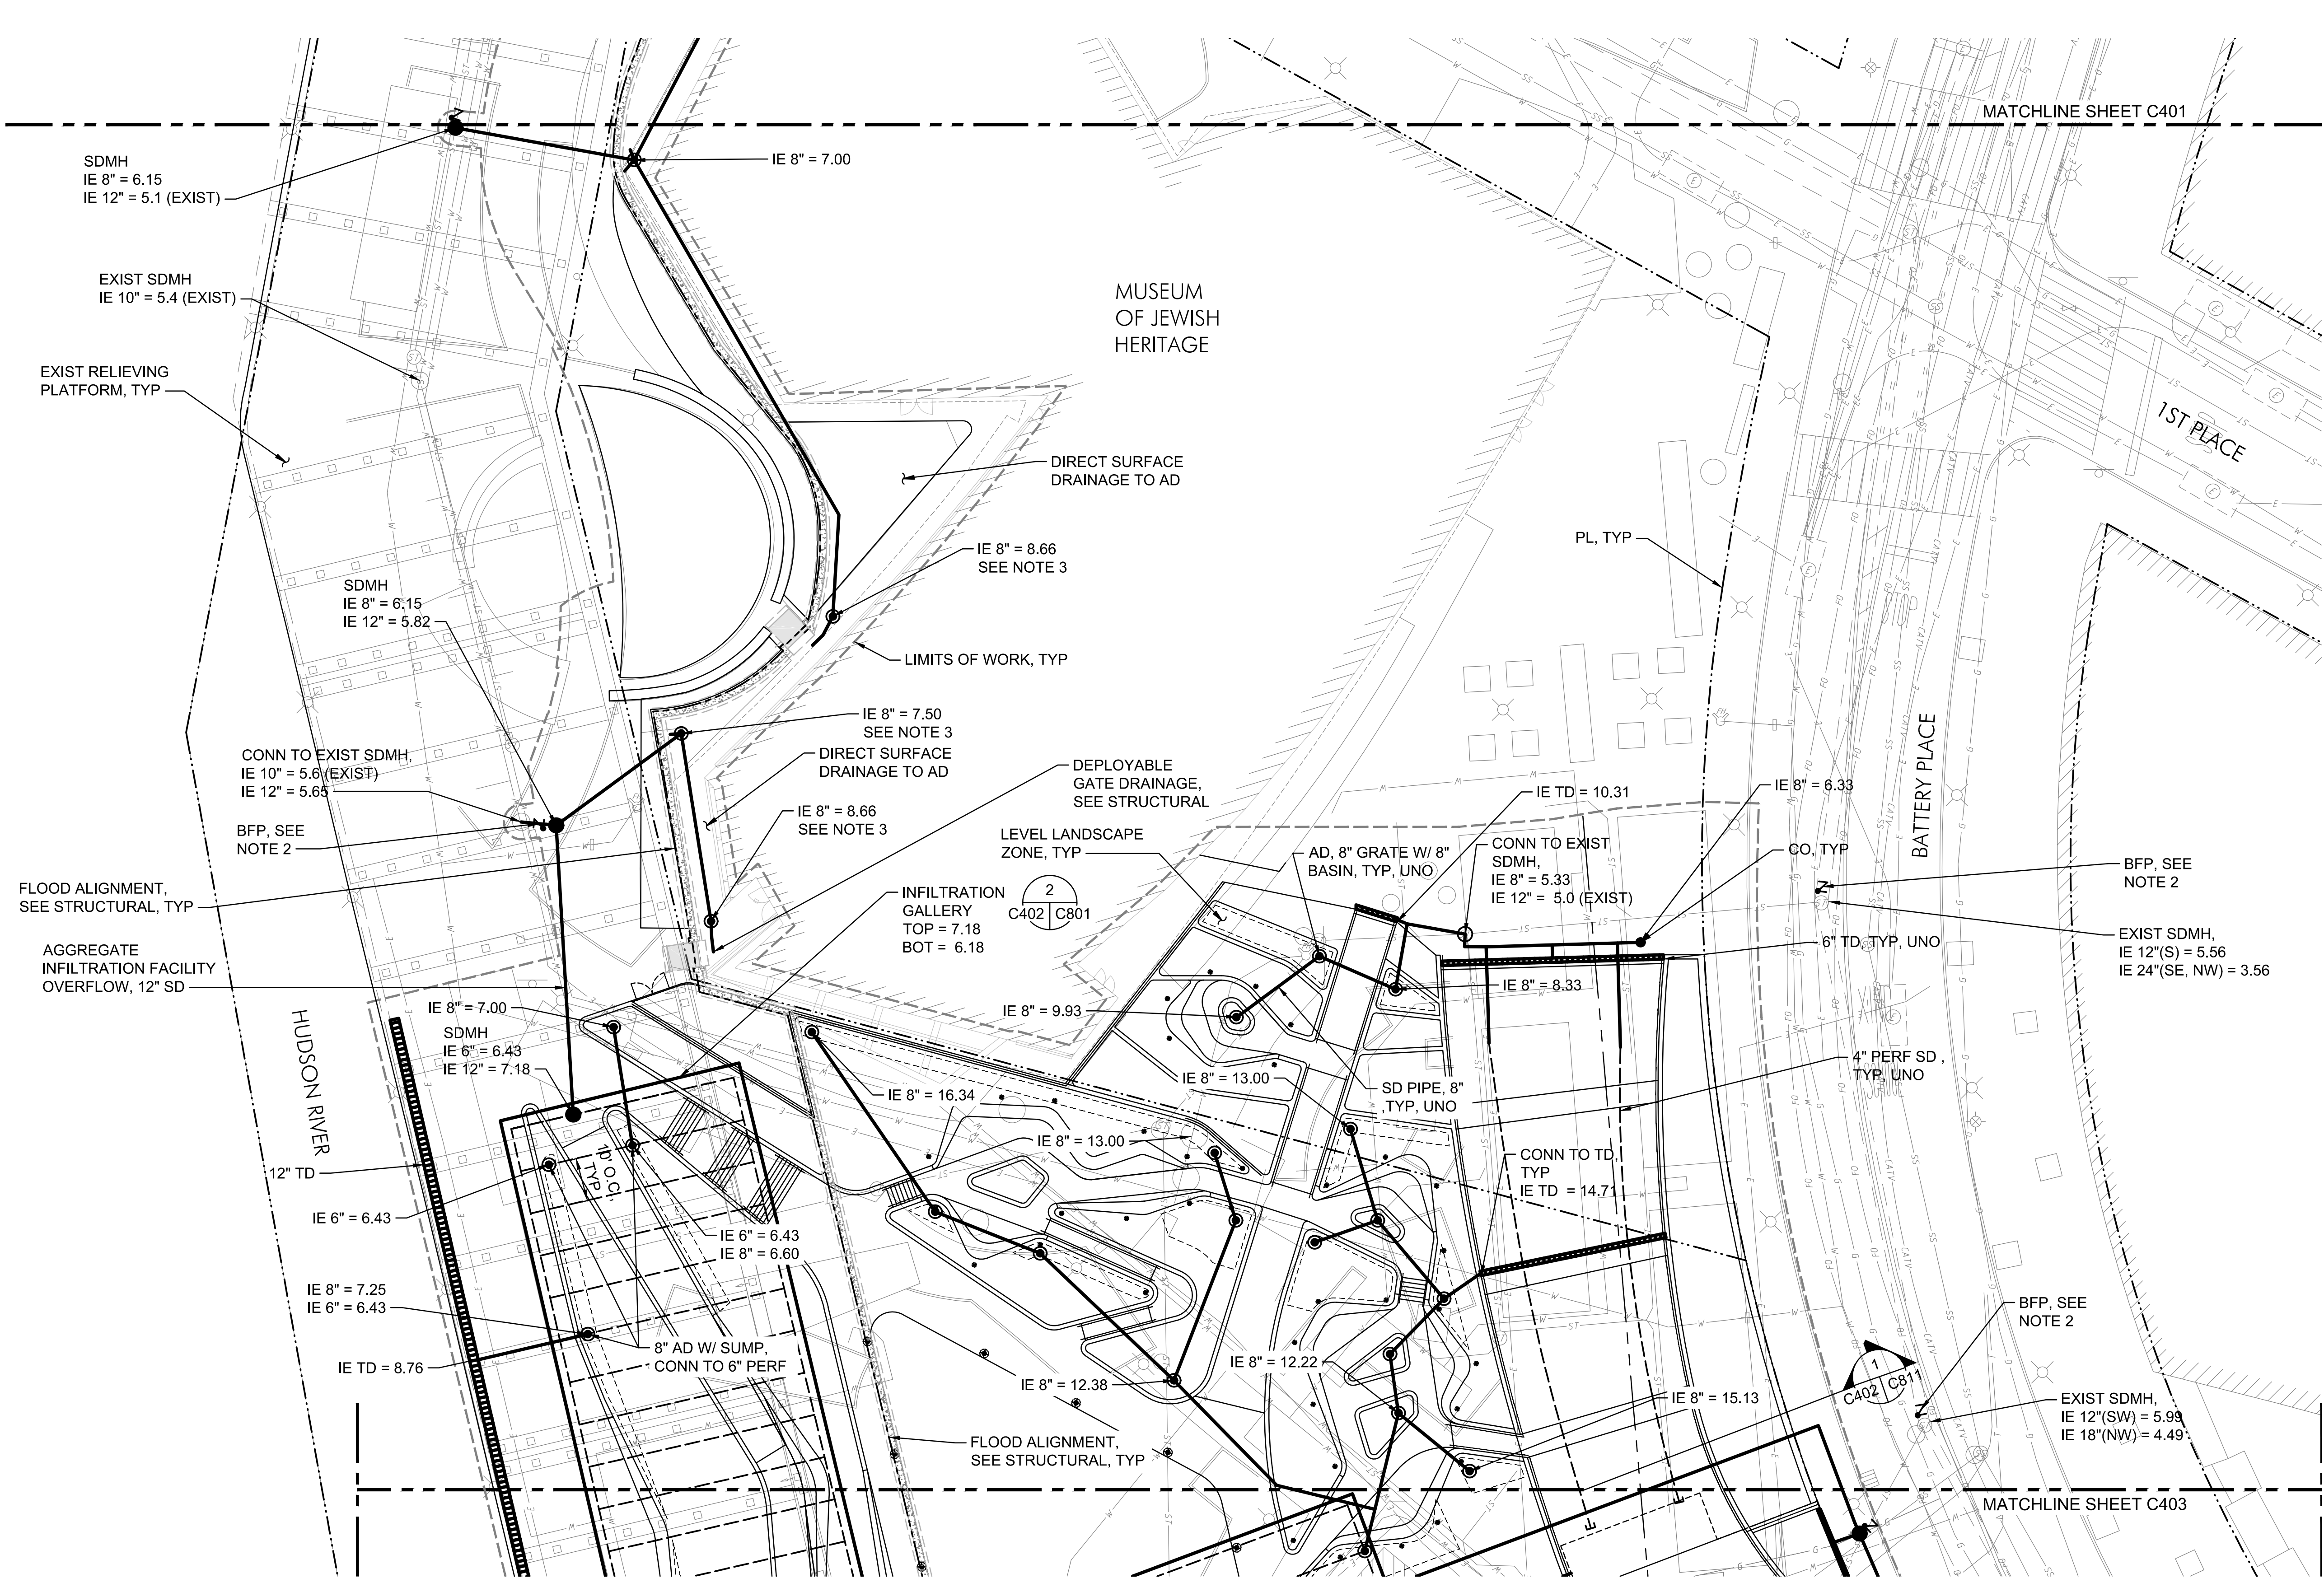 MATCHLINE SHEET C401
SDMH
IE 8" = 6.15
IE 12" = 5.1 (EXIST)
IE 8" = 7.00
EXIST SDMH
IE 10" = 5.4 (EXIST)
MUSEUM
OF JEWISH
HERITAGE
EXIST RELIEVING
PLATFORM, TYP
1ST PLACE
DIRECT SURFACE
DRAINAGE TO AD
PL, TYP
IE 8" = 8.66
SEE NOTE 3
SDMH
IE 8" = 6.15
IE 12" = 5.82
LIMITS OF WORK, TYP
IE 8" = 7.50
SEE NOTE 3
DIRECT SURFACE
DRAINAGE TO AD
CONN TO EXIST SDMH,
IE 10" = 5.6 (EXIST)
IE 12" = 5.65
DEPLOYABLE
GATE DRAINAGE,
SEE STRUCTURAL
IE TD = 10.31
IE 8" = 6.33
BATTERY PLACE
IE 8" = 8.66
SEE NOTE 3
BFP, SEE
NOTE 2
LEVEL LANDSCAPE
ZONE, TYP
AD, 8" GRATE W/ 8"
BASIN, TYP, UNO
CONN TO EXIST
SDMH,
IE 8" = 5.33
IE 12" = 5.0 (EXIST)
CO, TYP
BFP, SEE
NOTE 2
FLOOD ALIGNMENT,
SEE STRUCTURAL, TYP
INFILTRATION
GALLERY
TOP = 7.18
BOT = 6.18
2
C402 C801
EXIST SDMH,
IE 12"(S) = 5.56
IE 24"(SE, NW) = 3.56
AGGREGATE
INFILTRATION FACILITY
OVERFLOW, 12" SD
6" TD, TYP, UNO
IE 8" = 8.33
IE 8" = 9.93
IE 8" = 7.00
SDMH
IE 6" = 6.43
IE 12" = 7.18
HUDSON RIVER
4" PERF SD ,
TYP, UNO
IE 8" = 13.00
SD PIPE, 8"
,TYP, UNO
IE 8" = 16.34
IE 8" = 13.00
CONN TO TD,
TYP
IE TD = 14.71
12" TD
10' O.C.,
TYP
IE 6" = 6.43
IE 6" = 6.43
IE 8" = 6.60
IE 8" = 7.25
IE 6" = 6.43
BFP, SEE
NOTE 2
8" AD W/ SUMP,
CONN TO 6" PERF
IE TD = 8.76
IE 8" = 12.22
IE 8" = 12.38
1
C402 C811
IE 8" = 15.13
EXIST SDMH,
IE 12"(SW) = 5.99
IE 18"(NW) = 4.49
FLOOD ALIGNMENT,
SEE STRUCTURAL, TYP
MATCHLINE SHEET C403